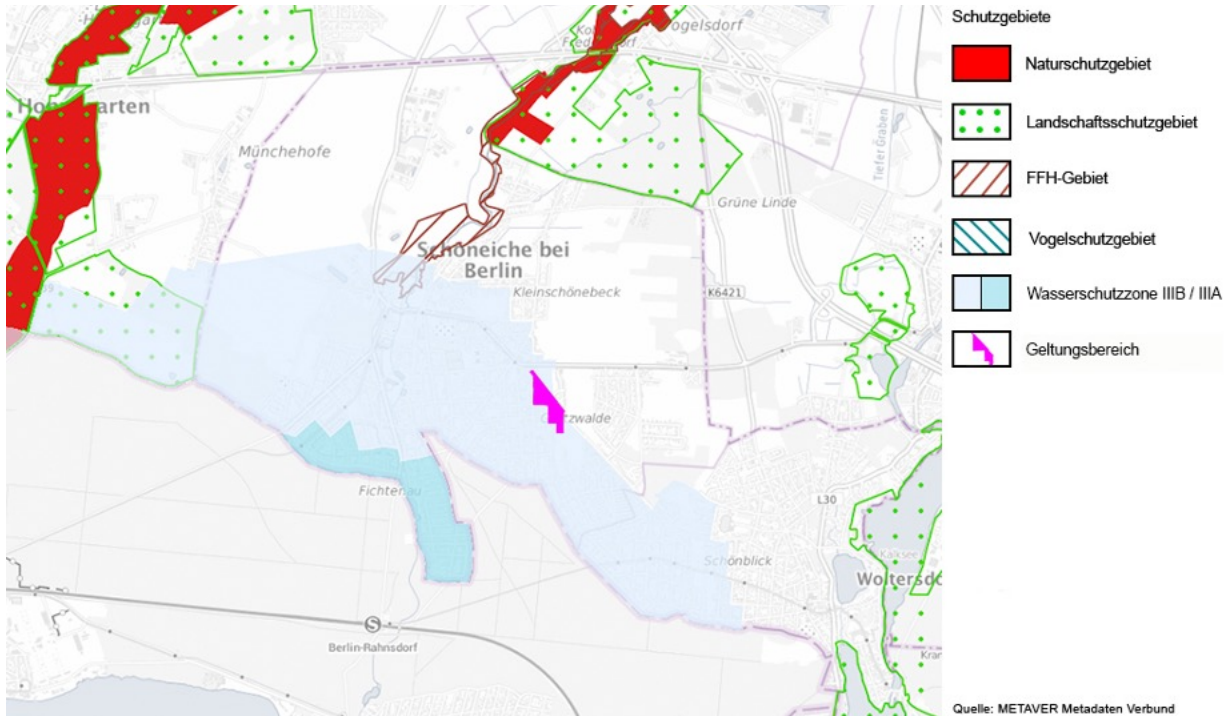 Schutzgebiete
Naturschutzgebiet
Landschaftsschutzgebiet
FFH-Gebiet
Vogelschutzgebiet
Wasserschutzzone IIIB / IIIA
Geltungsbereich
Quelle: METAVER Metadaten Verbund
Münchehofe
Tiefer Graben
Grüne Linde
Schöneiche bei
Berlin
Kleinschönebeck
K6421
Fichtenau
L30
Schönblick
Kalksee
S
Berlin-Rahnsdorf